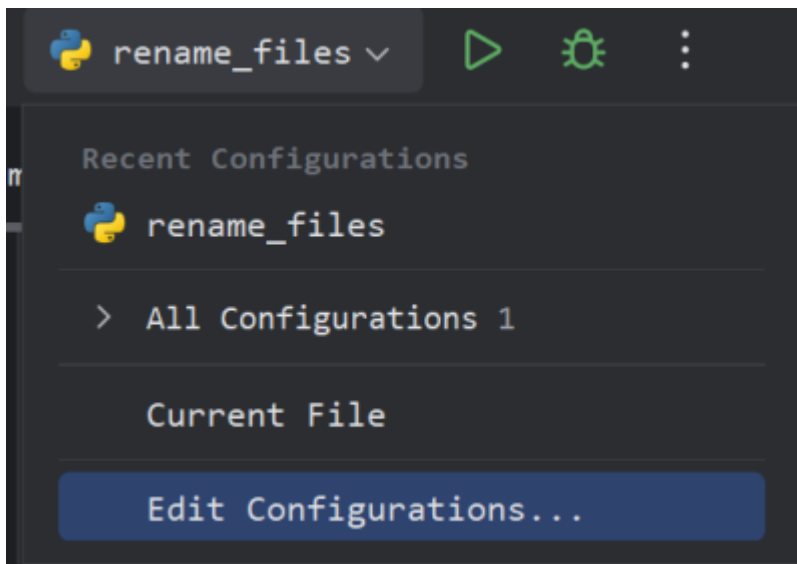 rename_files
Recent Configurations
m
rename_files
All Configurations 1
Current File
Edit Configurations...